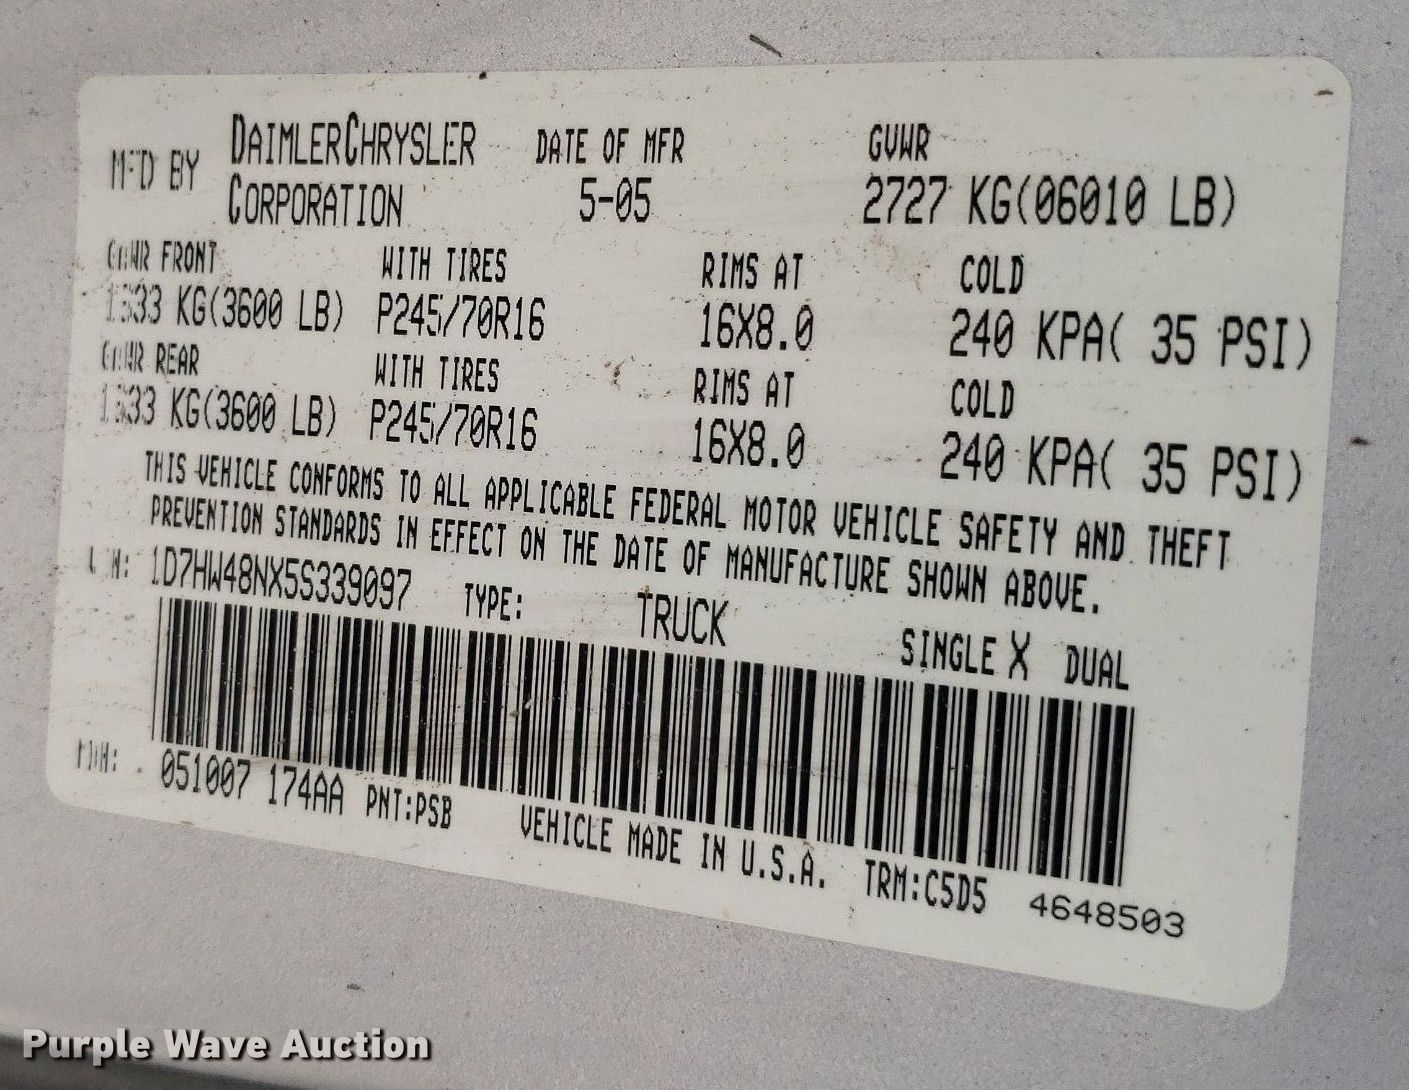 MFD BY DAIMLERCHRYSLER CORPORATION DATE OF MFR 5-05 GVWR 2727 KG(06010 LB)
GAWR FRONT WITH TIRES RIMS AT COLD
1633 KG(3600 LB) P245/70R16 16X8.0 240 KPA( 35 PSI)
GAWR REAR WITH TIRES RIMS AT COLD
1633 KG(3600 LB) P245/70R16 16X8.0 240 KPA( 35 PSI)
THIS VEHICLE CONFORMS TO ALL APPLICABLE FEDERAL MOTOR VEHICLE SAFETY AND THEFT
PREVENTION STANDARDS IN EFFECT ON THE DATE OF MANUFACTURE SHOWN ABOVE.
VIN: 1D7HW48NX5S339097 TYPE: TRUCK SINGLE X DUAL
MDH: 051007 174AA PNT:PSB VEHICLE MADE IN U.S.A. TRM:C5D5 4648503
Purple Wave Auction